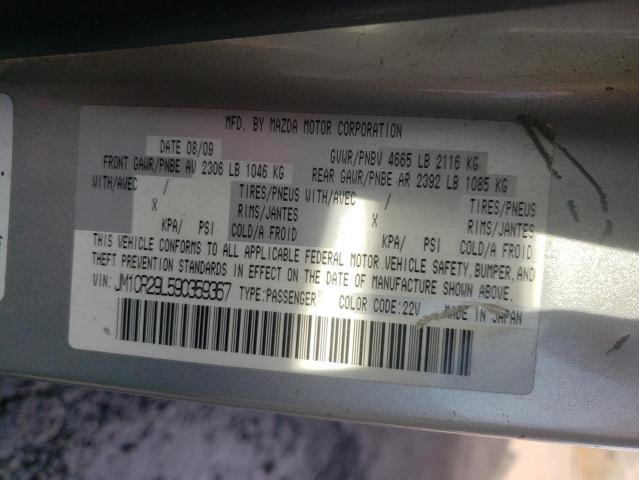 MFD. BY MAZDA MOTOR CORPORATION
DATE 08/09 GVWR/PNBV 4665 LB 2116 KG
FRONT GAWR/PNBE AV 2306 LB 1046 KG REAR GAWR/PNBE AR 2392 LB 1085 KG
WITH/AVEC / TIRES/PNEUS WITH/AVEC / TIRES/PNEUS
X RIMS/JANTES X RIMS/JANTES
KPA/ PSI COLD/A FROID KPA/ PSI COLD/A FROID
THIS VEHICLE CONFORMS TO ALL APPLICABLE FEDERAL MOTOR VEHICLE SAFETY, BUMPER, AND
THEFT PREVENTION STANDARDS IN EFFECT ON THE DATE OF MANUFACTURE SHOWN ABOVE.
VIN: JM1CR29L590359367 TYPE:PASSENGER COLOR CODE:22V MADE IN JAPAN